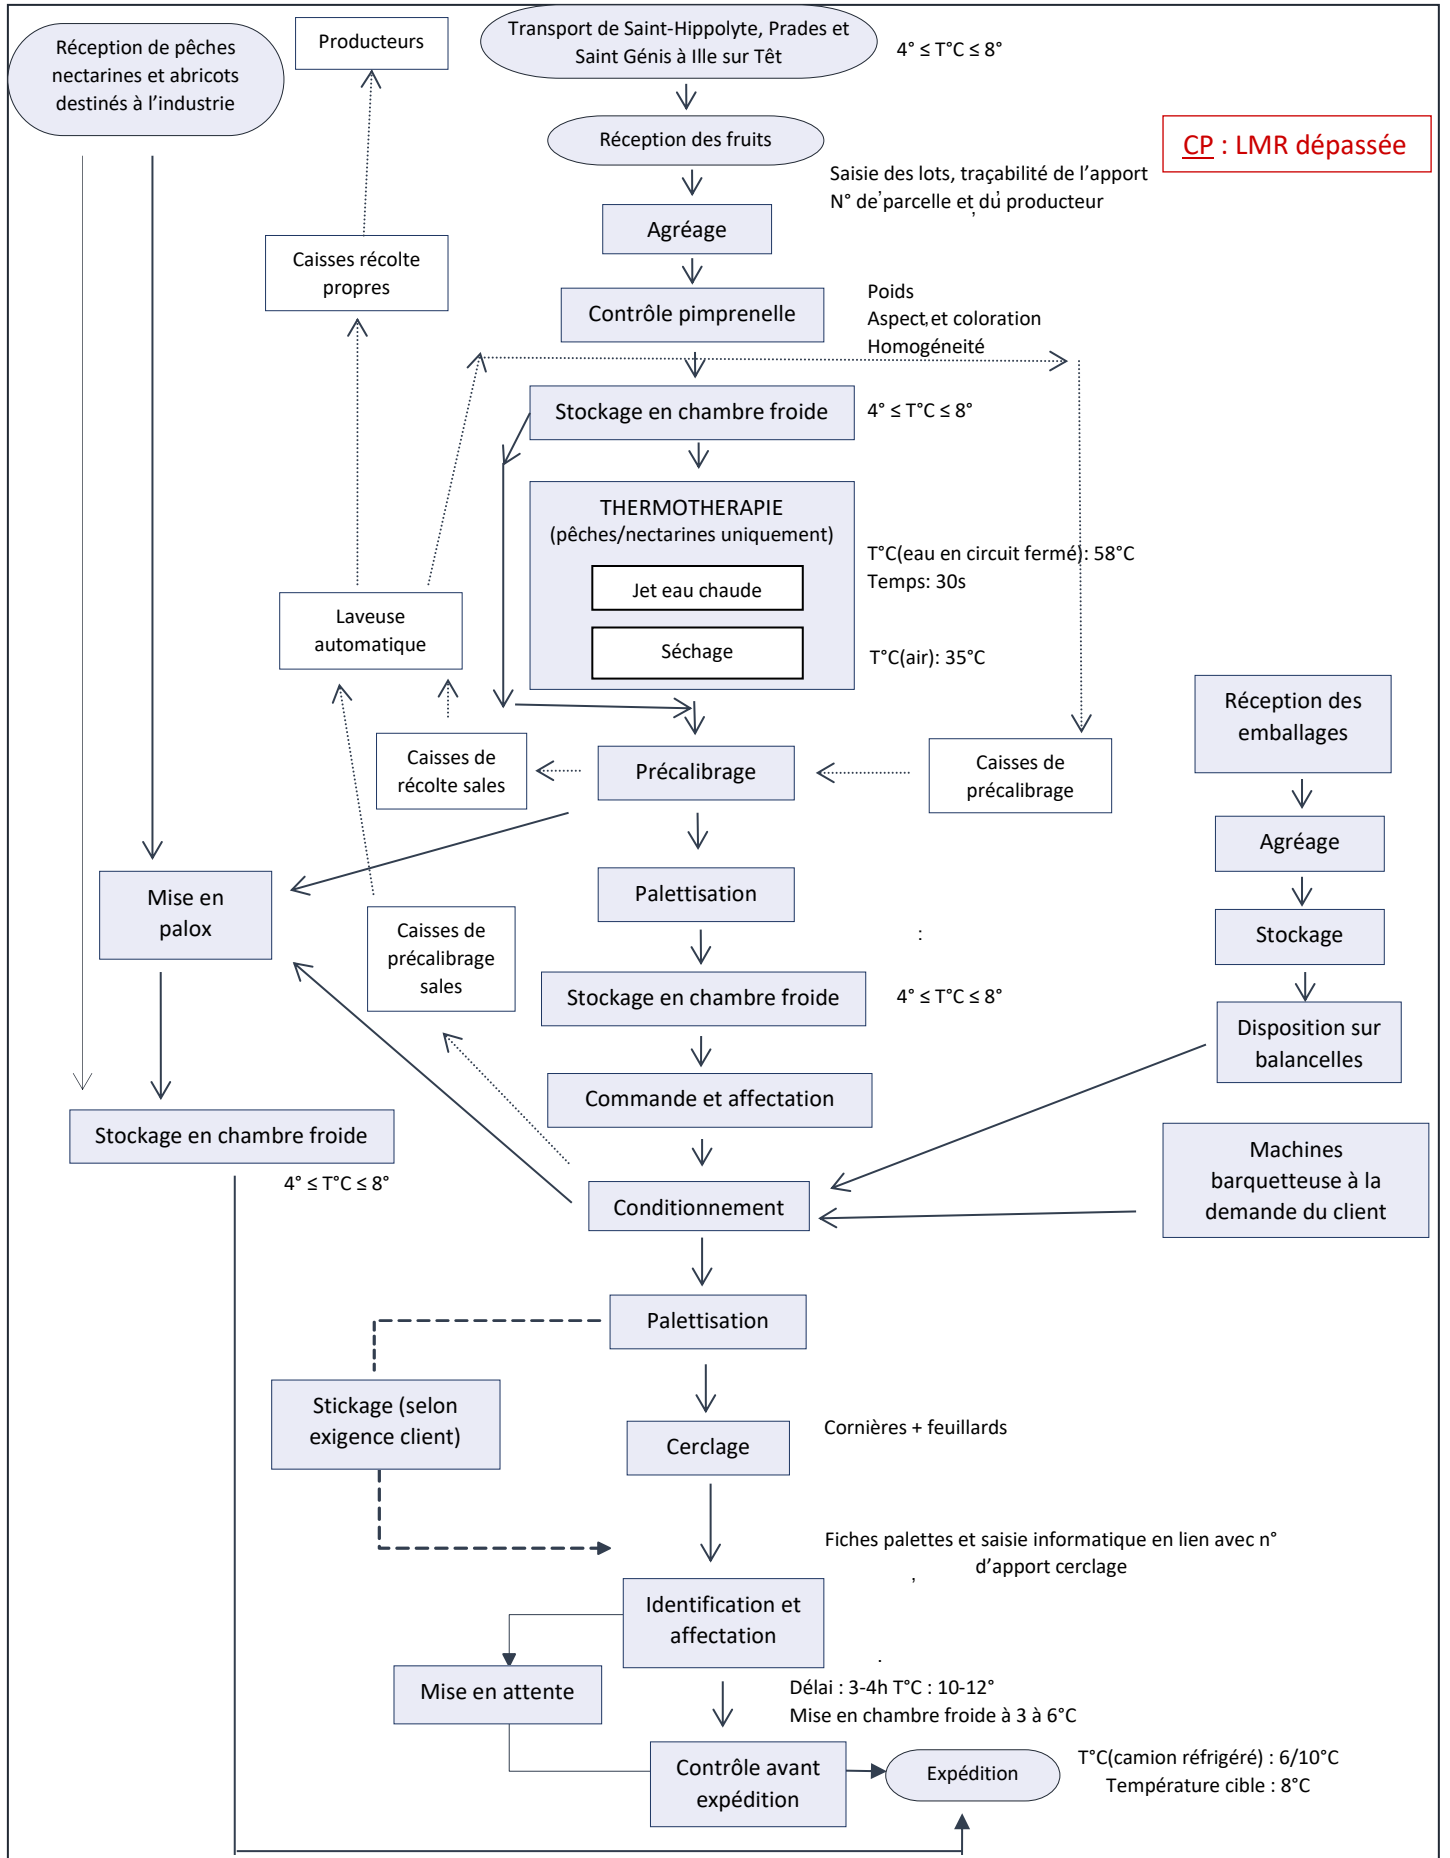 Réception de pêches
nectarines et abricots
destinés à l'industrie
Producteurs
Transport de Saint-Hippolyte, Prades et
Saint Génis à Ille sur Têt
4° ≤ T°C ≤ 8°
Réception des fruits
CP : LMR dépassée
Saisie des lots, traçabilité de l'apport
N° de parcelle et du producteur
Agréage
Caisses récolte
propres
Contrôle pimprenelle
Poids
Aspect et coloration
Homogénéité
Stockage en chambre froide
4° ≤ T°C ≤ 8°
THERMOTHERAPIE
(pêches/nectarines uniquement)
Jet eau chaude
Séchage
T°C(eau en circuit fermé): 58°C
Temps: 30s
T°C(air): 35°C
Laveuse
automatique
Réception des
emballages
Caisses de
récolte sales
Précalibrage
Caisses de
précalibrage
Agréage
Mise en
palox
Palettisation
Caisses de
précalibrage
sales
:
Stockage
Stockage en chambre froide
4° ≤ T°C ≤ 8°
Disposition sur
balancelles
Commande et affectation
Stockage en chambre froide
4° ≤ T°C ≤ 8°
Machines
barquetteuse à la
demande du client
Conditionnement
Palettisation
Stickage (selon
exigence client)
Cerclage
Cornières + feuillards
Fiches palettes et saisie informatique en lien avec n°
d'apport cerclage
Identification et
affectation
Mise en attente
Délai : 3-4h T°C : 10-12°
Mise en chambre froide à 3 à 6°C
Contrôle avant
expédition
Expédition
T°C(camion réfrigéré) : 6/10°C
Température cible : 8°C